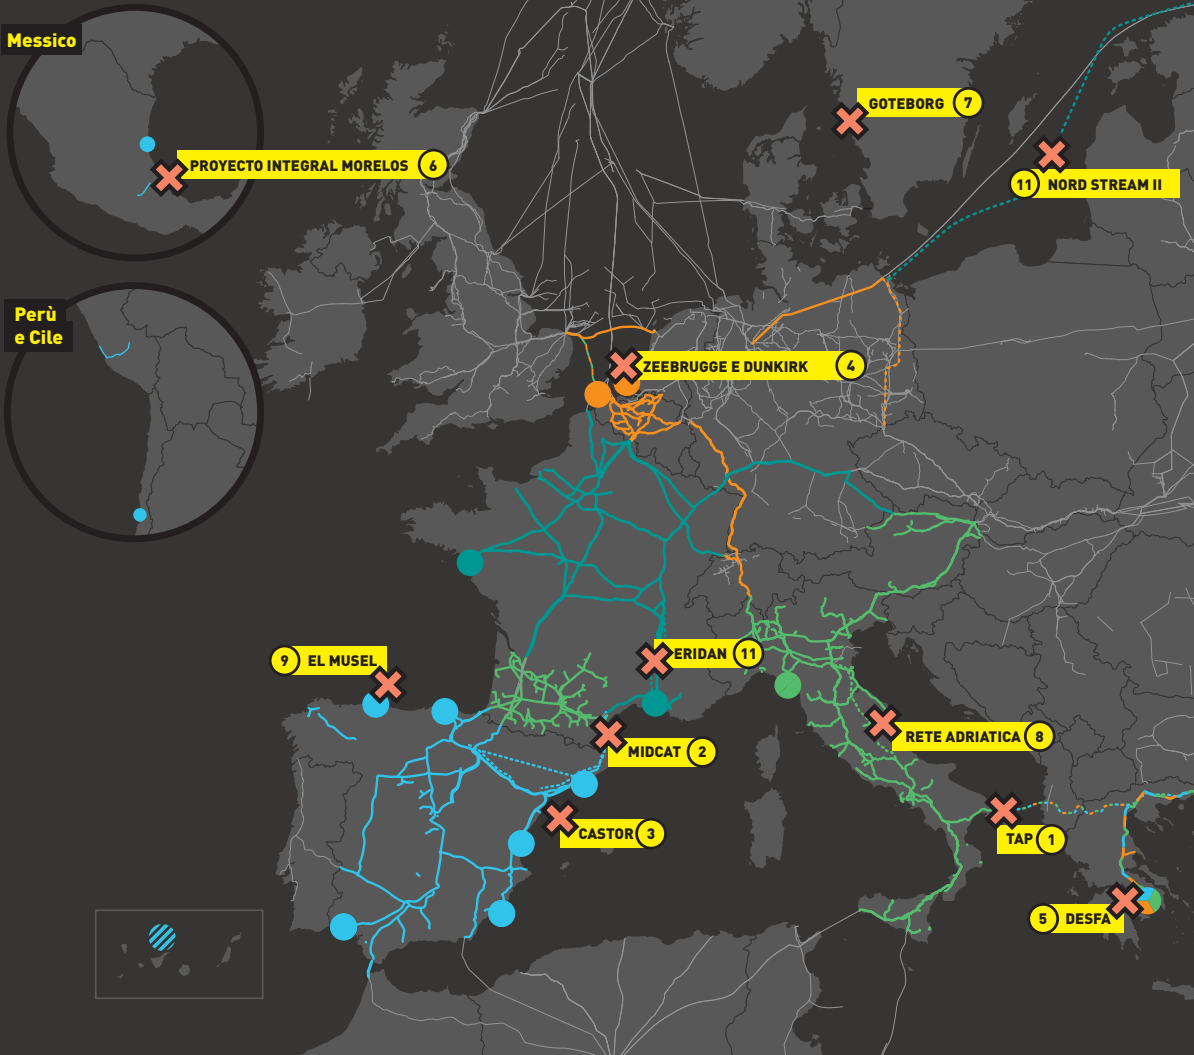 Messico
PROYECTO INTEGRAL MORELOS 6
Perù
e Cile
GOTEBORG 7
11 NORD STREAM II
ZEEBRUGGE E DUNKIRK 4
9 EL MUSEL
ERIDAN 11
MIDCAT 2
RETE ADRIATICA 8
CASTOR 3
TAP 1
5 DESFA